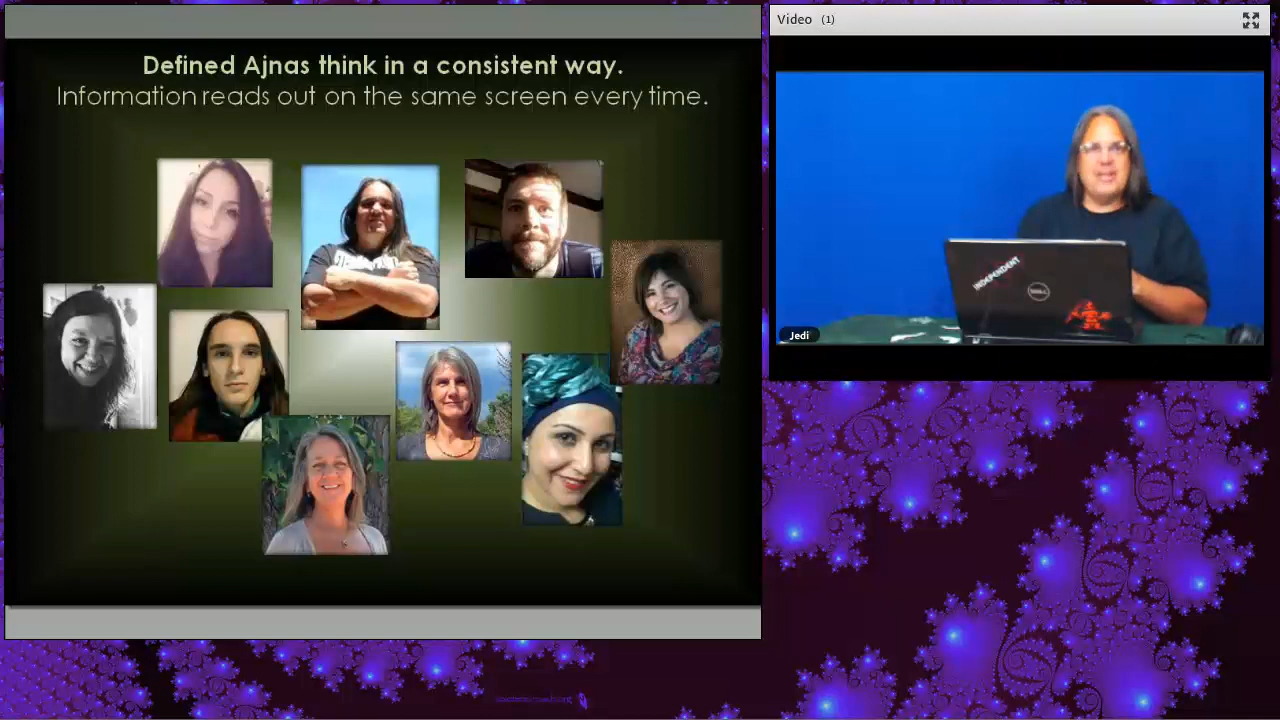 Defined Ajnas think in a consistent way.
Information reads out on the same screen every time.
Video (1)
INDEPENDENT
DELL
Jedi